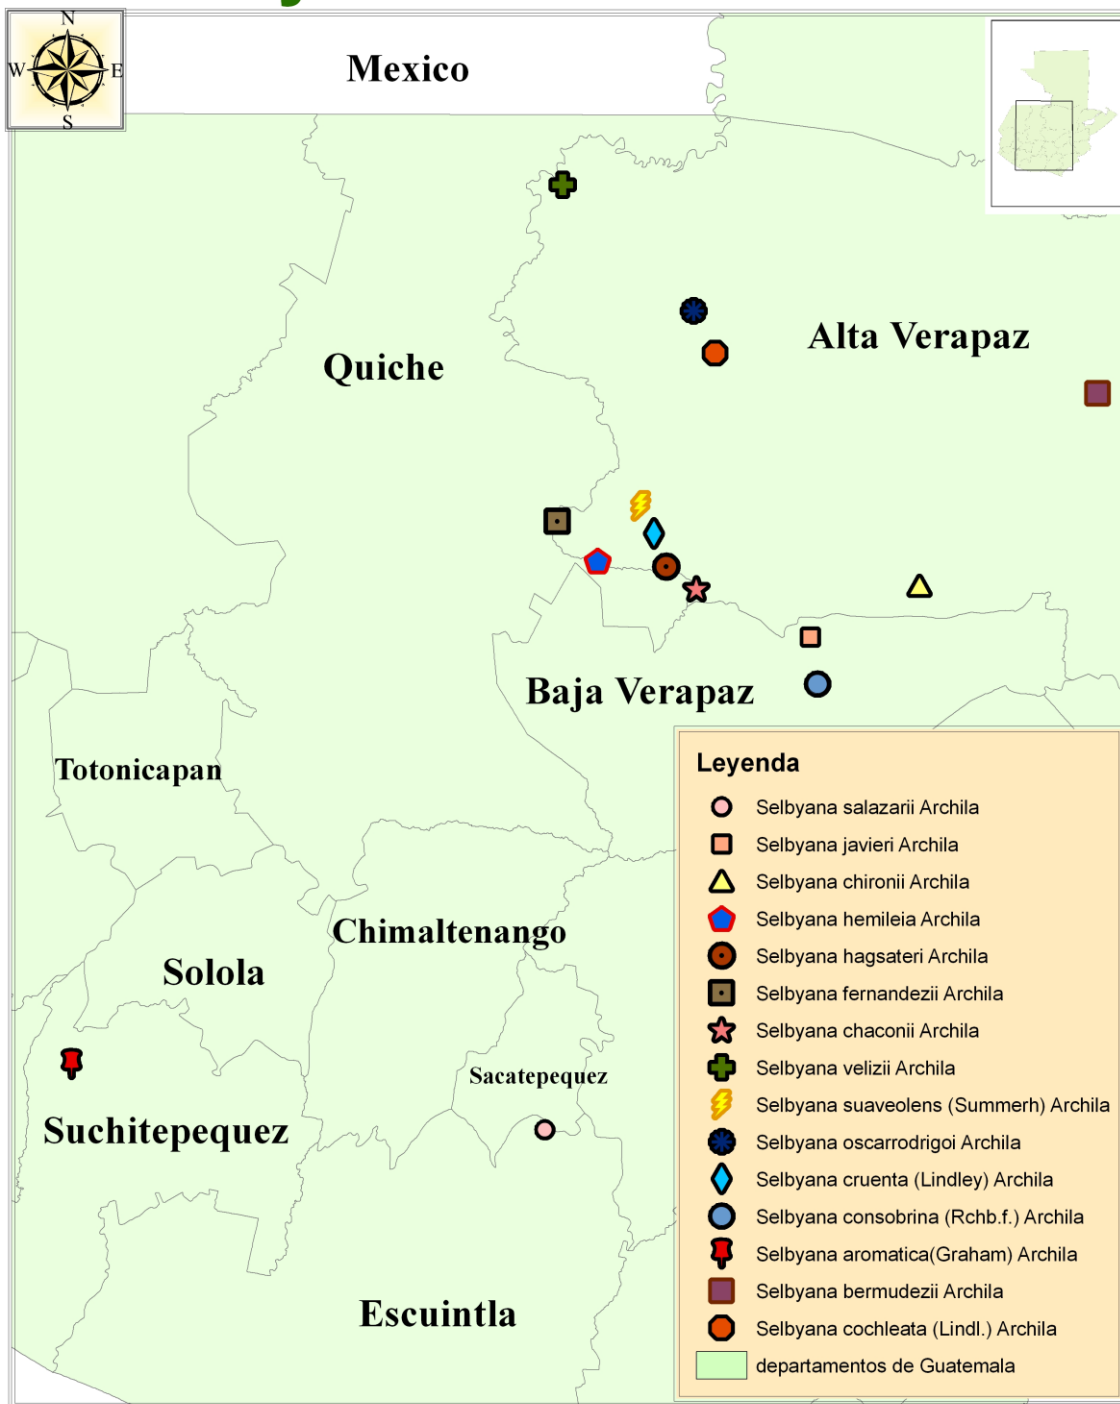 N
W E
S
Mexico
Alta Verapaz
Quiche
Baja Verapaz
Totonicapan
Chimaltenango
Solola
Sacatepequez
Suchitepequez
Escuintla
Leyenda
Selbyana salazarii Archila
Selbyana javieri Archila
Selbyana chironii Archila
Selbyana hemileia Archila
Selbyana hagsateri Archila
Selbyana fernandezii Archila
Selbyana chaconii Archila
Selbyana velizii Archila
Selbyana suaveolens (Summerh) Archila
Selbyana oscarrodrigoi Archila
Selbyana cruenta (Lindley) Archila
Selbyana consobrina (Rchb.f.) Archila
Selbyana aromatica(Graham) Archila
Selbyana bermudezii Archila
Selbyana cochleata (Lindl.) Archila
departamentos de Guatemala